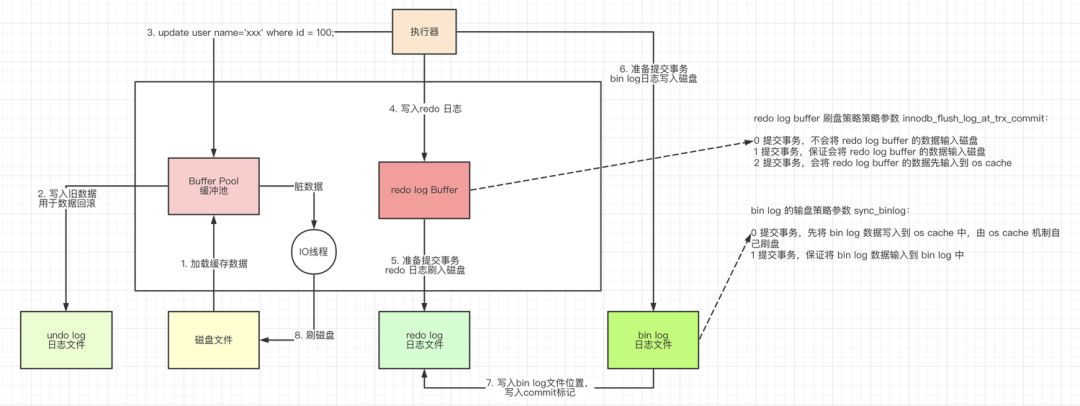 执行器
3. update user name='xxx' where id = 100;
6. 准备提交事务
bin log日志写入磁盘
4. 写入redo 日志
redo log buffer 刷盘策略策略参数 innodb_flush_log_at_trx_commit：
0 提交事务，不会将 redo log buffer 的数据输入磁盘
1 提交事务，保证会将 redo log buffer 的数据输入磁盘
2 提交事务，会将 redo log buffer 的数据先输入到 os cache
Buffer Pool
缓冲池
脏数据
redo log Buffer
2. 写入旧数据
用于数据回滚
bin log 的输盘策略参数 sync_binlog：
0 提交事务，先将 bin log 数据写入到 os cache 中，由 os cache 机制自
己刷盘
1 提交事务，保证将 bin log 数据输入到 bin log 中
IO线程
1. 加载缓存数据
5. 准备提交事务
redo 日志刷入磁盘
undo log
日志文件
磁盘文件
8. 刷磁盘
redo log
日志文件
bin log
日志文件
7. 写入bin log文件位置，
写入commit标记